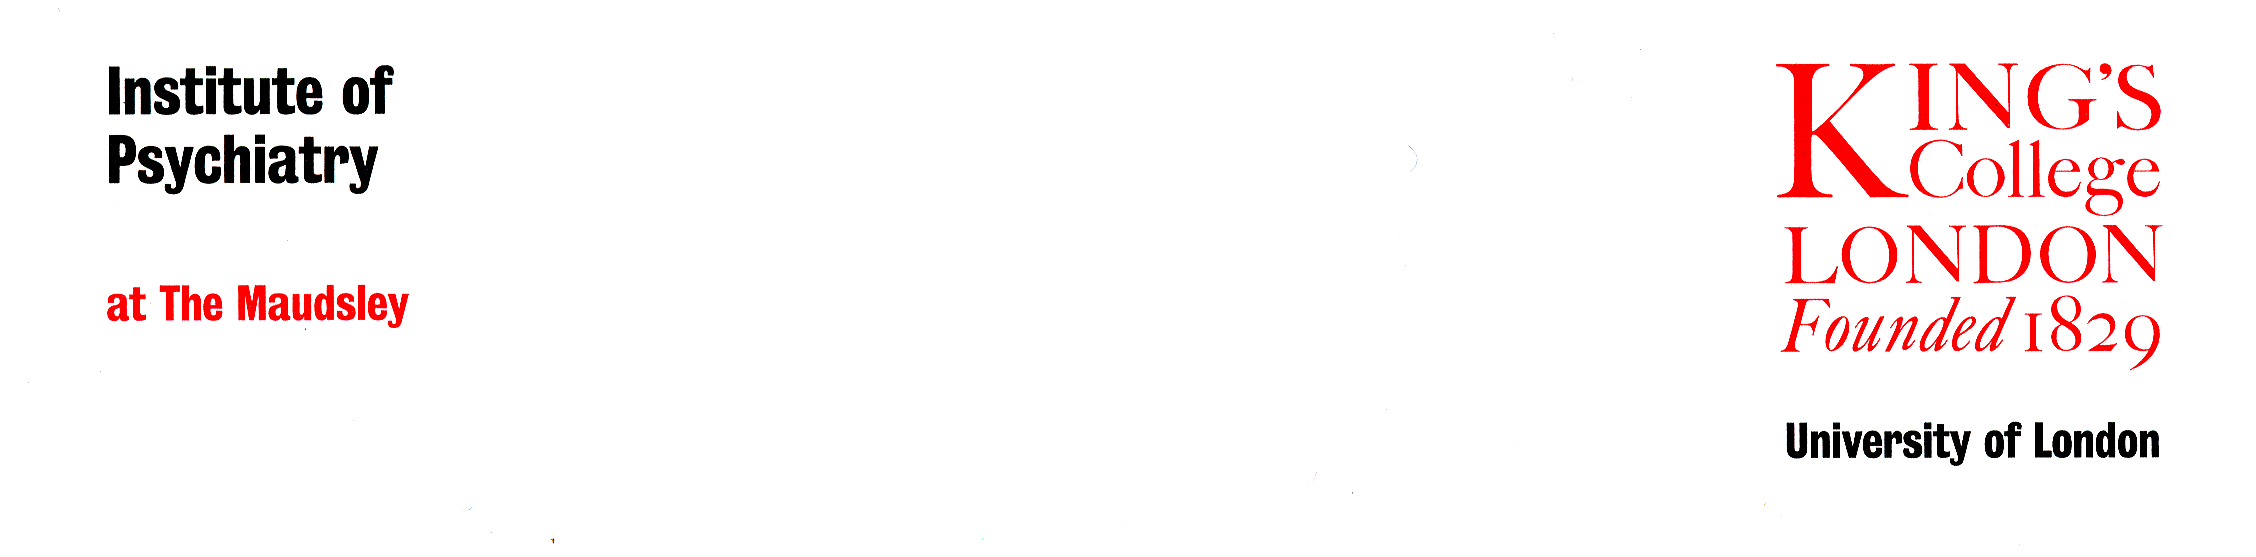 Institute of
Psychiatry
at The Maudsley
KING'S
College
LONDON
Founded 1829
University of London